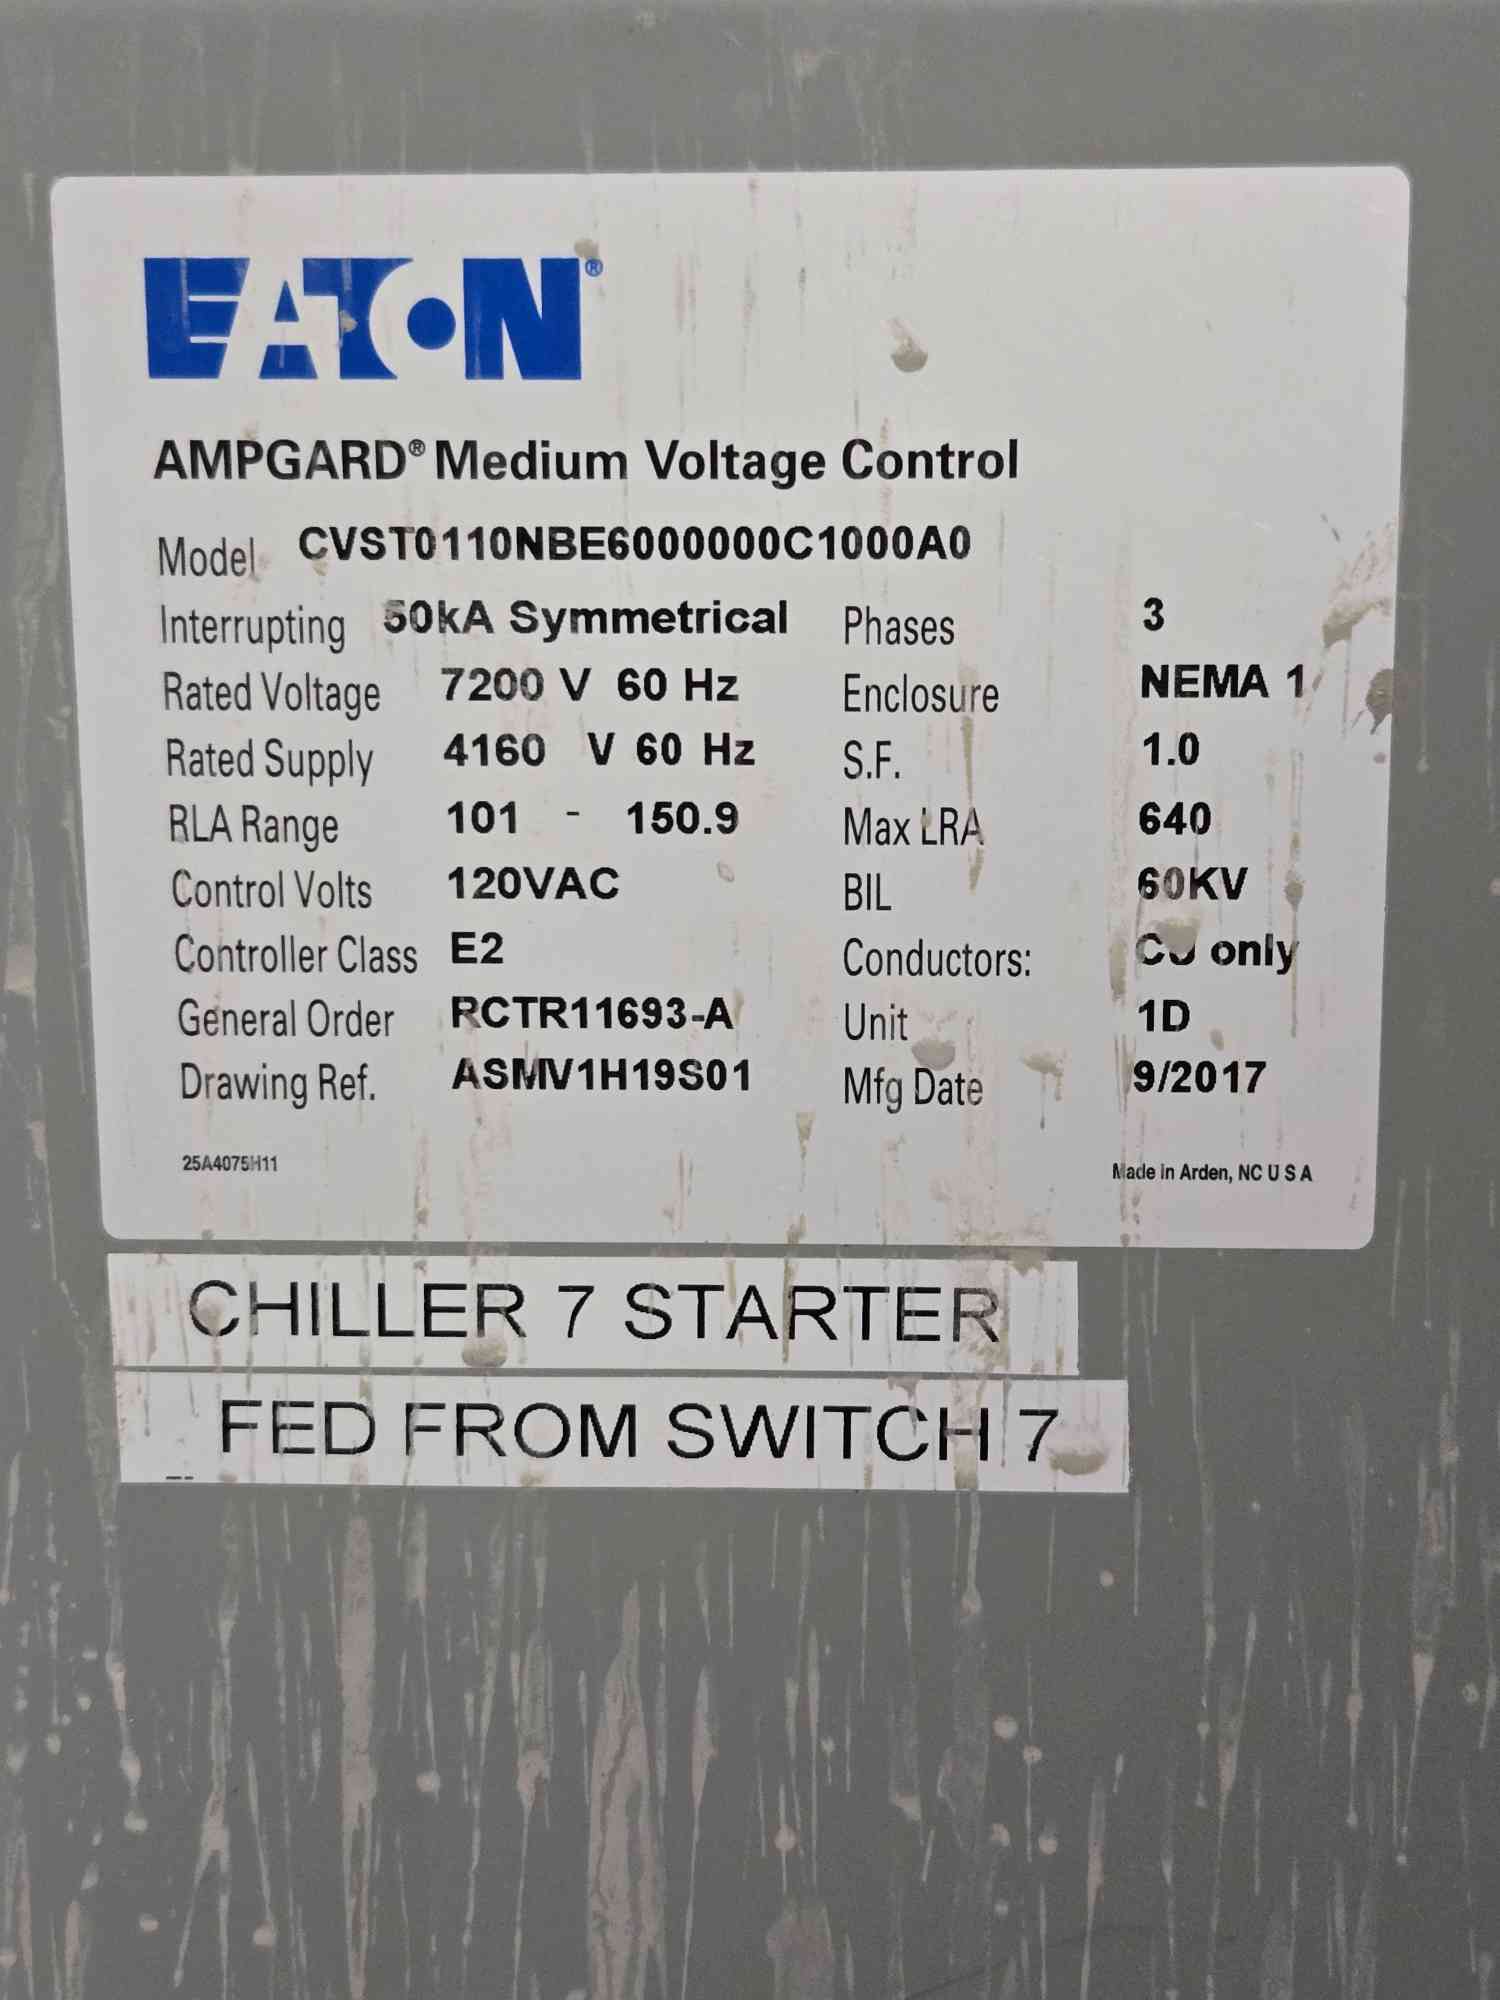 EATON®
AMPGARD® Medium Voltage Control
Model CVST0110NBE6000000C1000A0
Interrupting 50kA Symmetrical Phases 3
Rated Voltage 7200 V 60 Hz Enclosure NEMA 1
Rated Supply 4160 V 60 Hz S.F. 1.0
RLA Range 101 - 150.9 Max LRA 640
Control Volts 120VAC BIL 60KV
Controller Class E2 Conductors: CU only
General Order RCTR11693-A Unit 1D
Drawing Ref. ASMV1H19S01 Mfg Date 9/2017
25A4075H11 Made in Arden, NC U S A
CHILLER 7 STARTER
FED FROM SWITCH 7